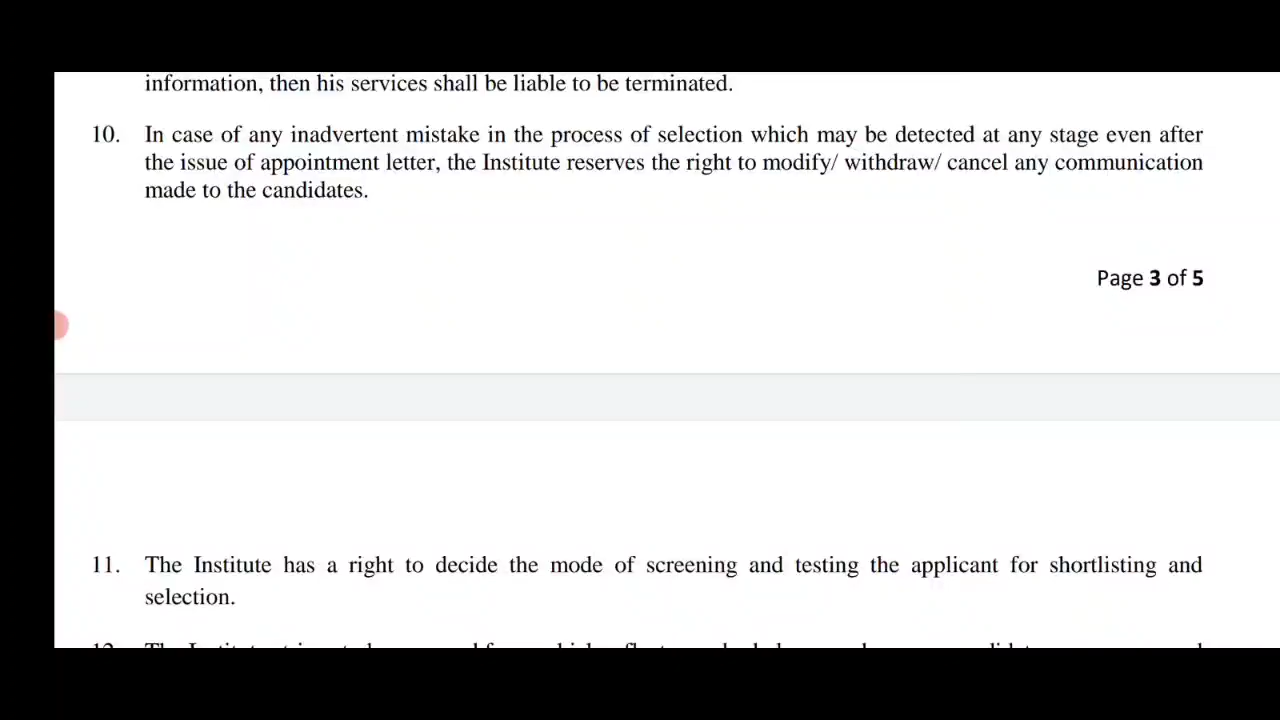 information, then his services shall be liable to be terminated.
10. In case of any inadvertent mistake in the process of selection which may be detected at any stage even after
the issue of appointment letter, the Institute reserves the right to modify/ withdraw/ cancel any communication
made to the candidates.
Page 3 of 5
11. The Institute has a right to decide the mode of screening and testing the applicant for shortlisting and
selection.
12. The Institute